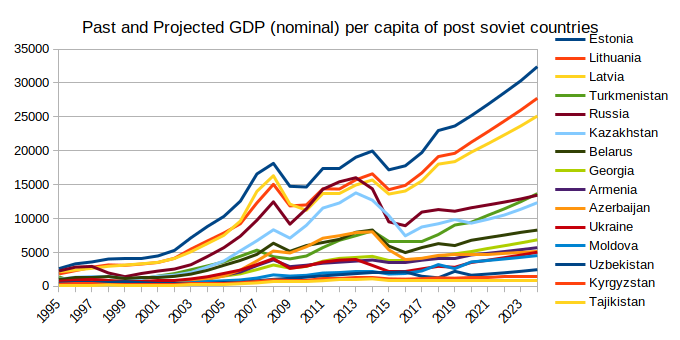 Past and Projected GDP (nominal) per capita of post soviet countries
35000
30000
25000
20000
15000
10000
5000
0
1995
1997
1999
2001
2003
2005
2007
2009
2011
2013
2015
2017
2019
2021
2023
Estonia
Lithuania
Latvia
Turkmenistan
Russia
Kazakhstan
Belarus
Georgia
Armenia
Azerbaijan
Ukraine
Moldova
Uzbekistan
Kyrgyzstan
Tajikistan